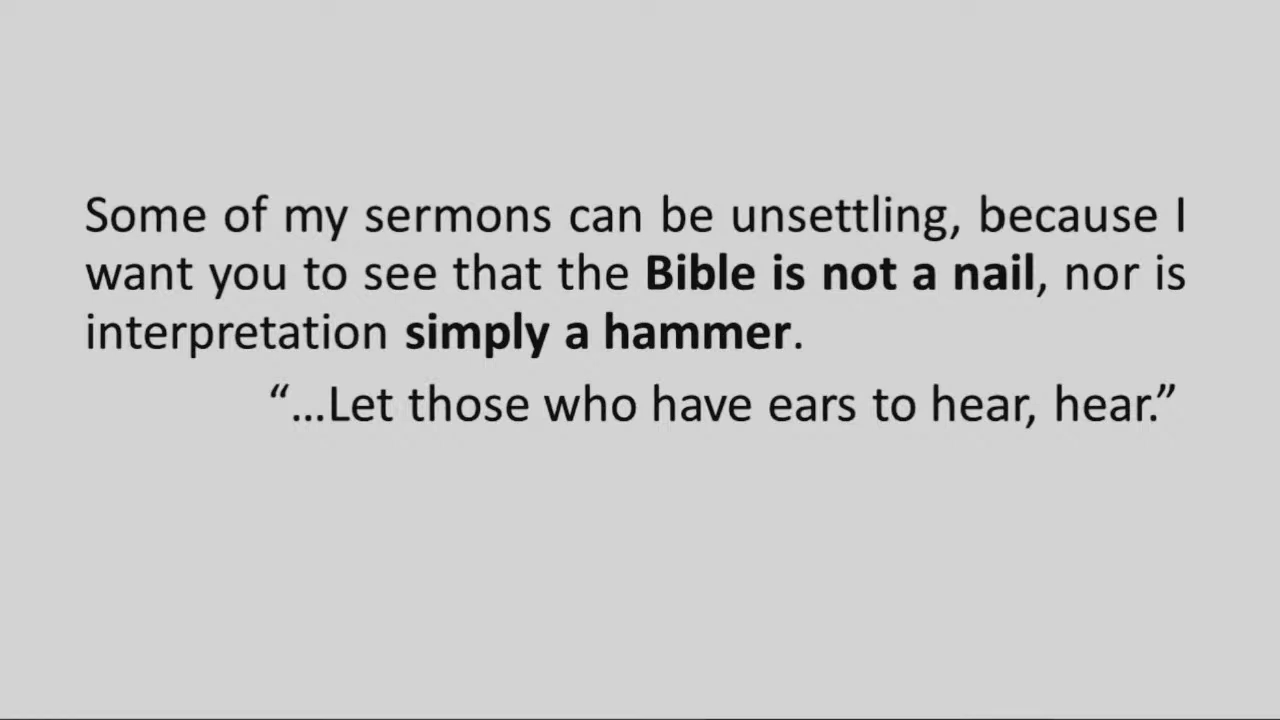 Some of my sermons can be unsettling, because I
want you to see that the Bible is not a nail, nor is
interpretation simply a hammer.
“...Let those who have ears to hear, hear.”